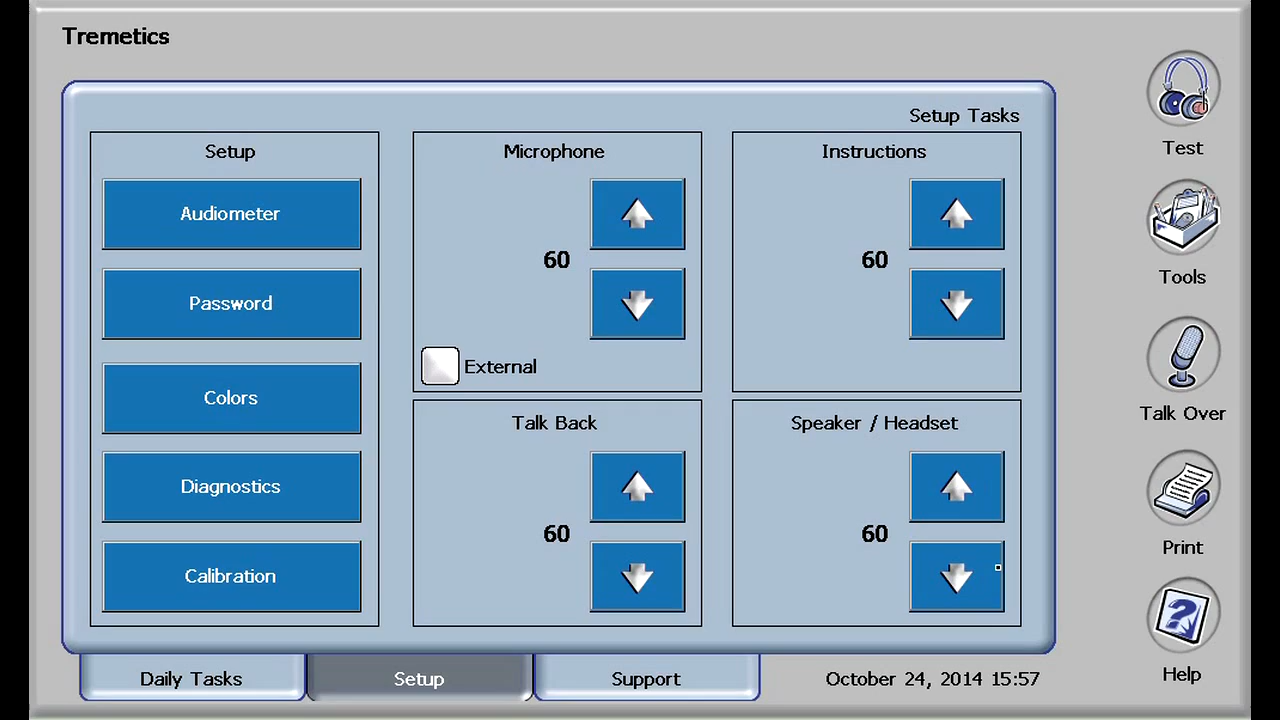 Tremetics
Setup Tasks
Setup
Audiometer
Password
Colors
Diagnostics
Calibration
Microphone
60
External
Instructions
60
Talk Back
60
Speaker / Headset
60
Test
Tools
Talk Over
Print
?
Help
Daily Tasks
Setup
Support
October 24, 2014 15:57